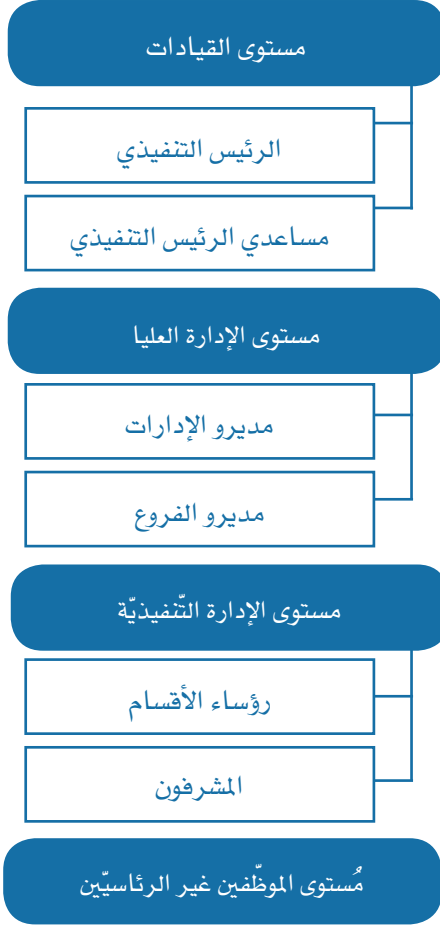 مستوى القيادات
الرئيس التنفيذي
مساعدي الرئيس التنفيذي
مستوى الإدارة العليا
مديرو الإدارات
مديرو الفروع
مستوى الإدارة التّنفيذيّة
رؤساء الأقسام
المشرفون
مُستوى الموظّفين غير الرئاسيّين